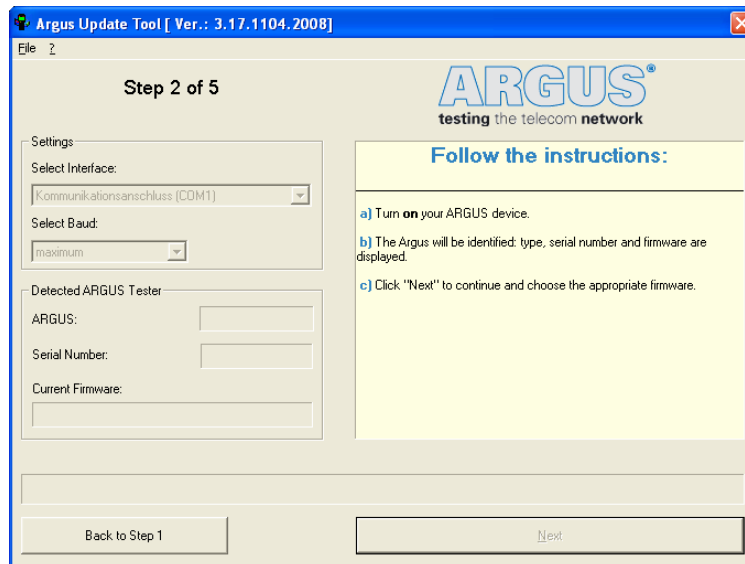 Argus Update Tool [ Ver.: 3.17.1104.2008]
File ?
Step 2 of 5
ARGUS®
testing the telecom network
Settings
Select Interface:
Kommunikationsanschluss (COM1)
Select Baud:
maximum
Detected ARGUS Tester
ARGUS:
Serial Number:
Current Firmware:
Follow the instructions:
a) Turn on your ARGUS device.
b) The Argus will be identified: type, serial number and firmware are
displayed.
c) Click "Next" to continue and choose the appropriate firmware.
Back to Step 1
Next